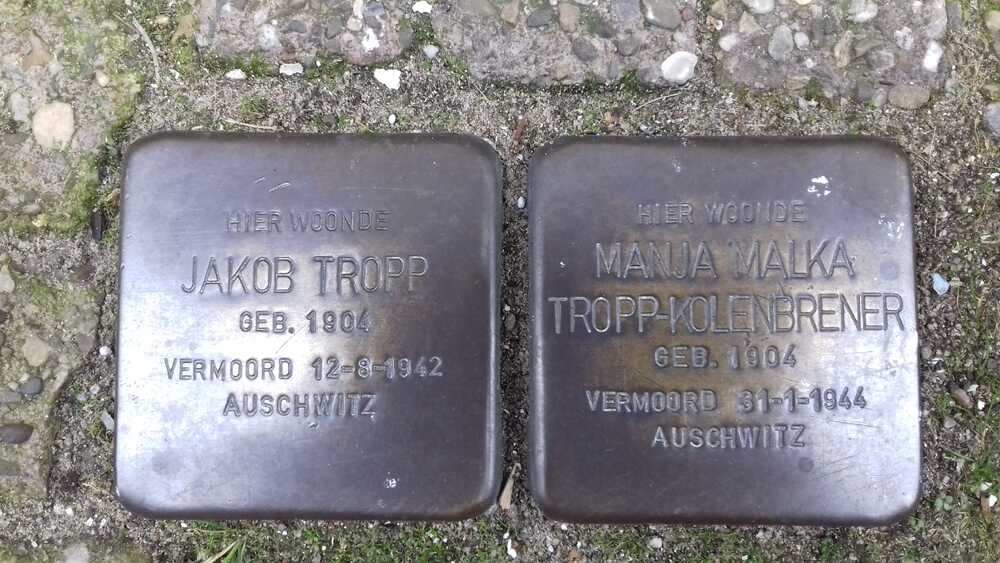 HIER WOONDE
JAKOB TROPP
GEB. 1904
VERMOORD 12-8-1942
AUSCHWITZ
HIER WOONDE
MANJA MALKA
TROPP-KOLENBRENER
GEB. 1904
VERMOORD 31-1-1944
AUSCHWITZ